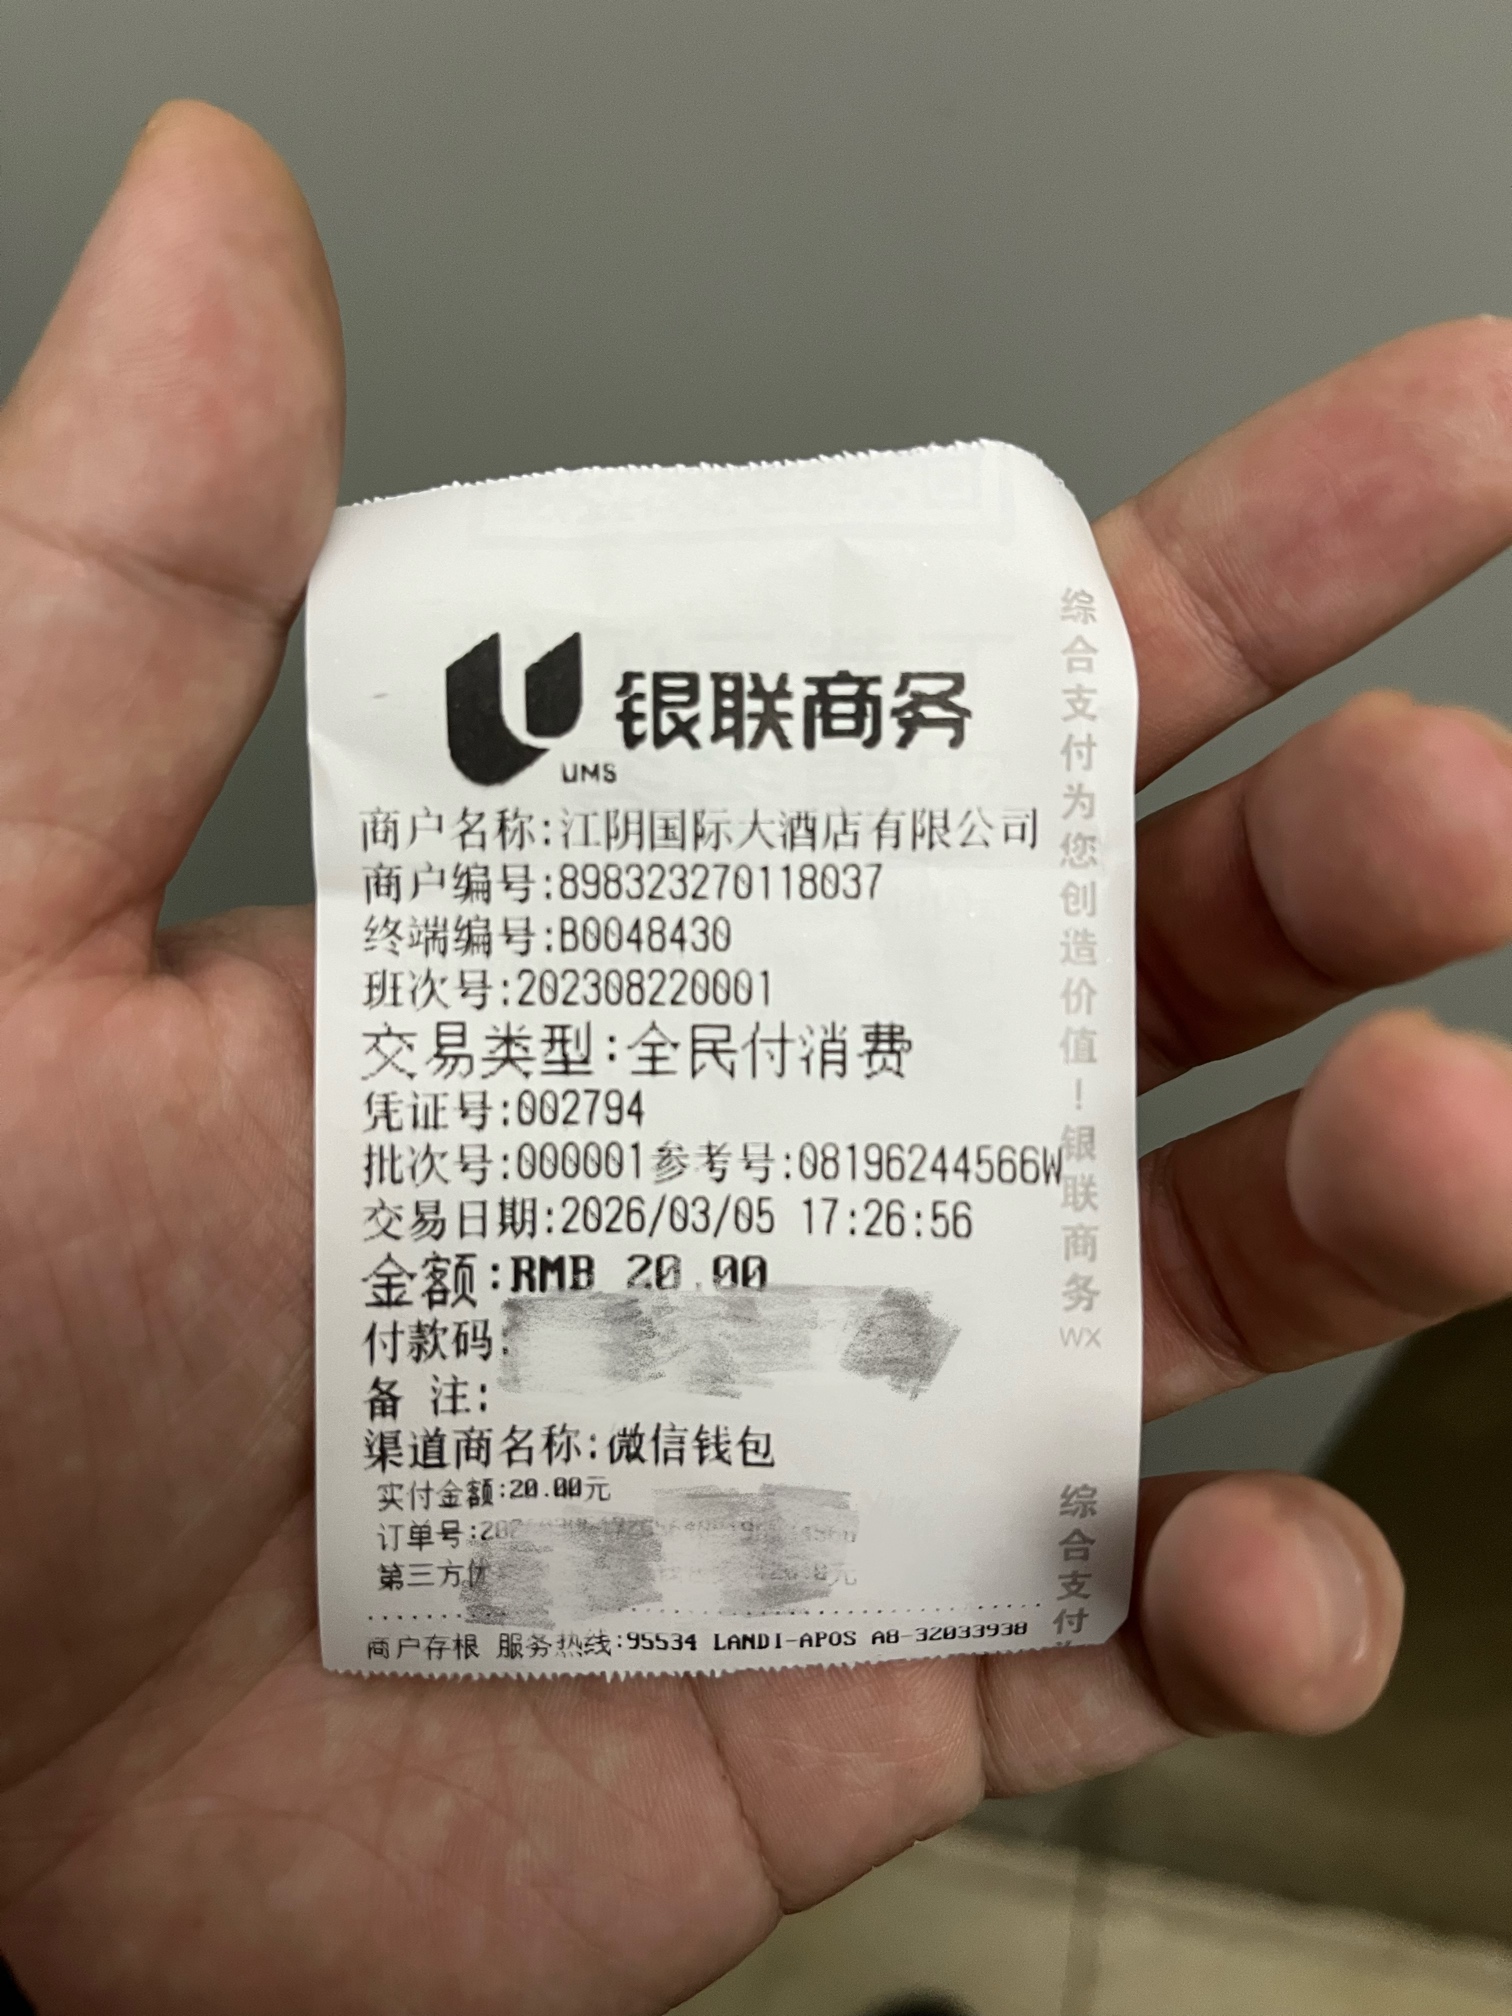 银联商务
UMS
商户名称:江阴国际大酒店有限公司
商户编号:898323270118037
终端编号:B0048430
班次号:202308220001
交易类型:全民付消费
凭证号:002794
批次号:000001参考号:08196244566W
交易日期:2026/03/05 17:26:56
金额:RMB 20.00
付款码:
备 注:
渠道商名称:微信钱包
实付金额:20.00元
订单号:
第三方
商户存根 服务热线:95534 LANDI-APOS A8-32033938
综合支付为您创造价值!银联商务 WX
综合支付